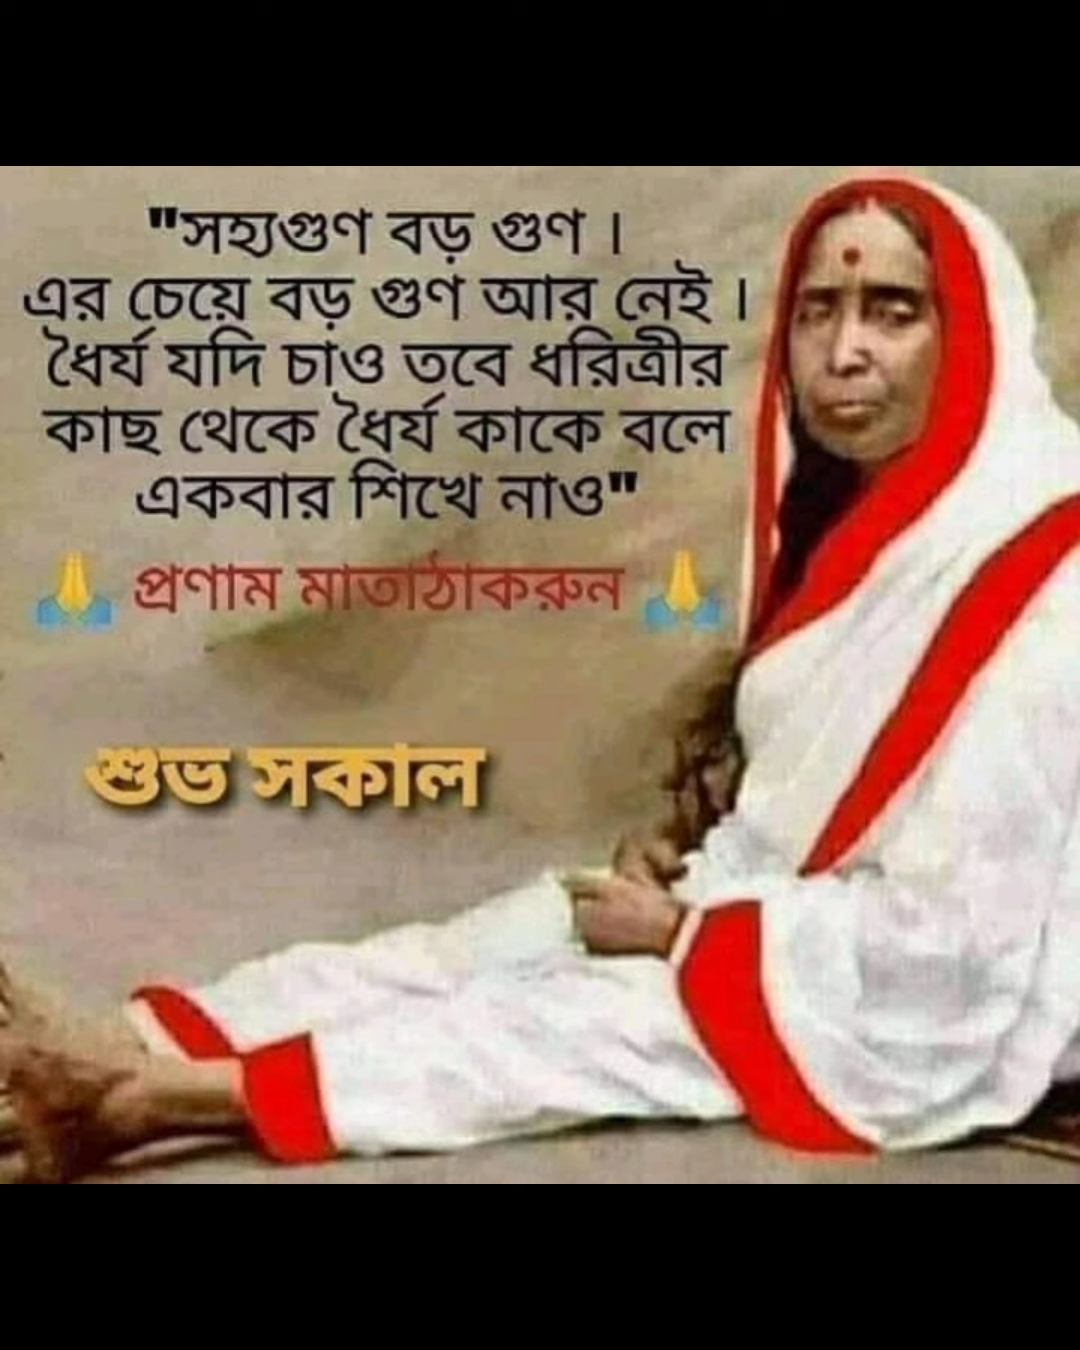 "সহ্যগুণ বড় গুণ ।
এর চেয়ে বড় গুণ আর নেই ।
ধৈর্য যদি চাও তবে ধরিত্রীর
কাছ থেকে ধৈর্য কাকে বলে
একবার শিখে নাও"
🙏 প্রণাম মাতাঠাকরুন 🙏
শুভ সকাল